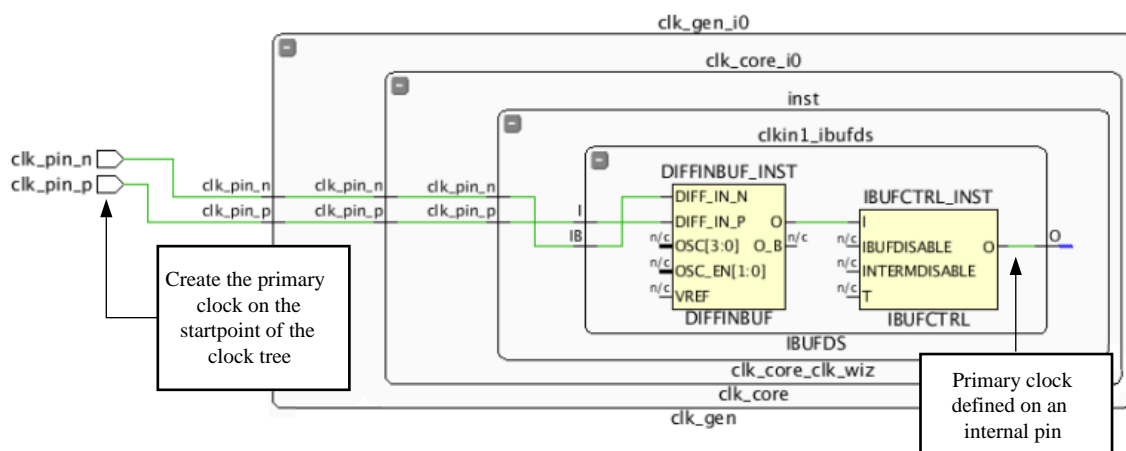 clk_gen_i0
clk_core_i0
inst
clkin1_ibufds
DIFFINBUF_INST
IBUFCTRL_INST
clk_pin_n
clk_pin_p
clk_pin_n
clk_pin_p
clk_pin_n
clk_pin_p
clk_pin_n
clk_pin_p
I
IB
DIFF_IN_N
DIFF_IN_P O
n/c OSC[3:0] O_B n/c
n/c OSC_EN[1:0]
n/c VREF
DIFFINBUF
I
n/c IBUFDISABLE O
n/c INTERMDISABLE
n/c T
IBUFCTRL
O
IBUFDS
clk_core_clk_wiz
clk_core
clk_gen
Create the primary
clock on the
startpoint of the
clock tree
Primary clock
defined on an
internal pin